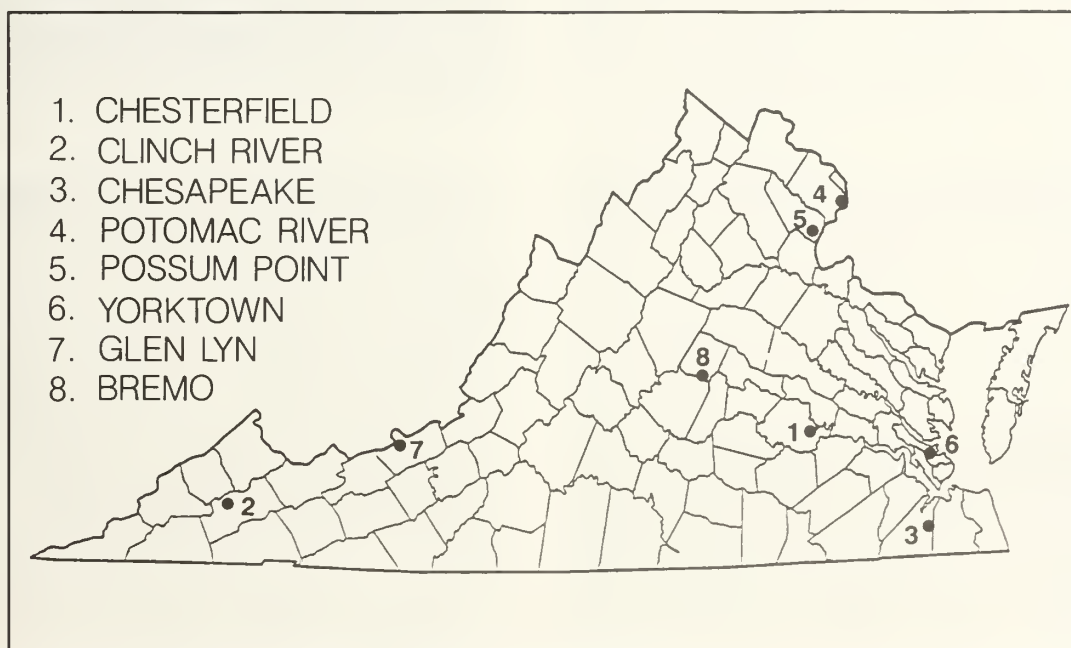 1. CHESTERFIELD
2. CLINCH RIVER
3. CHESAPEAKE
4. POTOMAC RIVER
5. POSSUM POINT
6. YORKTOWN
7. GLEN LYN
8. BREMO
4
5
8
1
6
7
2
3